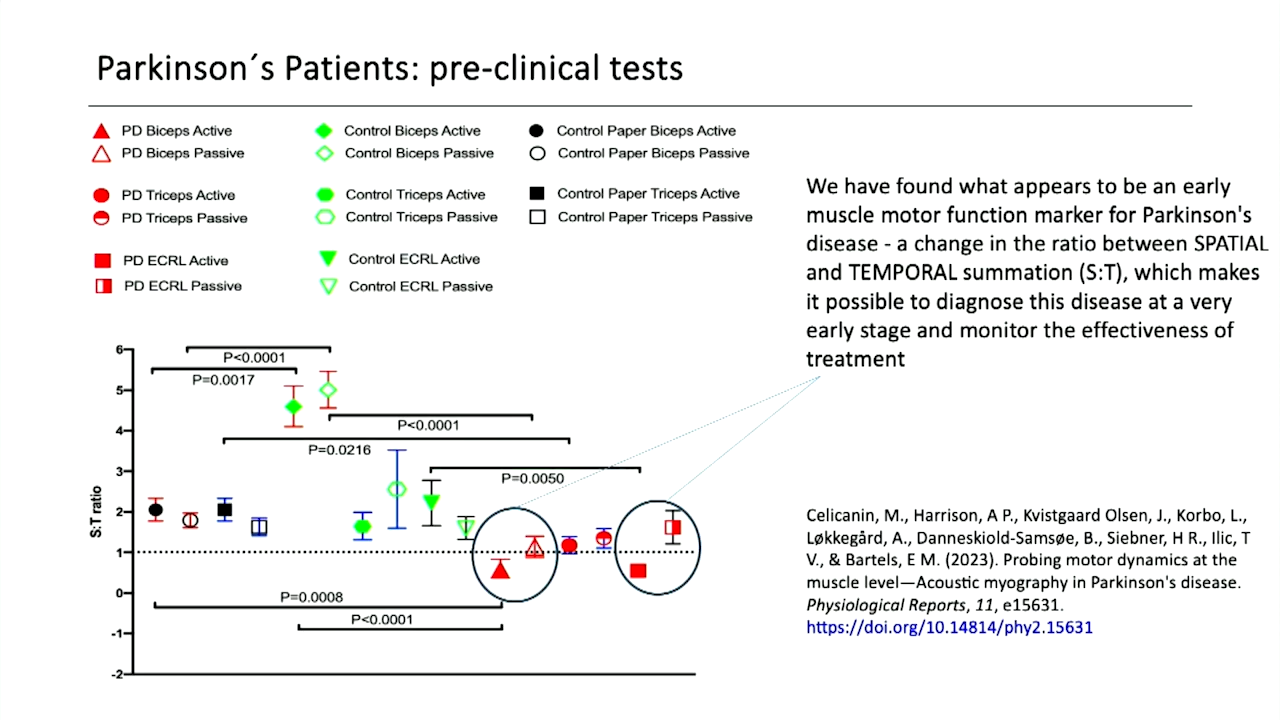 Parkinson´s Patients: pre-clinical tests
PD Biceps Active
PD Biceps Passive
PD Triceps Active
PD Triceps Passive
PD ECRL Active
PD ECRL Passive
Control Biceps Active
Control Biceps Passive
Control Triceps Active
Control Triceps Passive
Control ECRL Active
Control ECRL Passive
Control Paper Biceps Active
Control Paper Biceps Passive
Control Paper Triceps Active
Control Paper Triceps Passive
We have found what appears to be an early
muscle motor function marker for Parkinson's
disease - a change in the ratio between SPATIAL
and TEMPORAL summation (S:T), which makes
it possible to diagnose this disease at a very
early stage and monitor the effectiveness of
treatment
S:T ratio
6
5
4
3
2
1
0
-1
-2
P<0.0001
P=0.0017
P<0.0001
P=0.0216
P=0.0050
P=0.0008
P<0.0001
Celicanin, M., Harrison, A P., Kvistgaard Olsen, J., Korbo, L.,
Løkkegård, A., Danneskiold-Samsøe, B., Siebner, H R., Ilic, T
V., & Bartels, E M. (2023). Probing motor dynamics at the
muscle level—Acoustic myography in Parkinson's disease.
Physiological Reports, 11, e15631.
https://doi.org/10.14814/phy2.15631